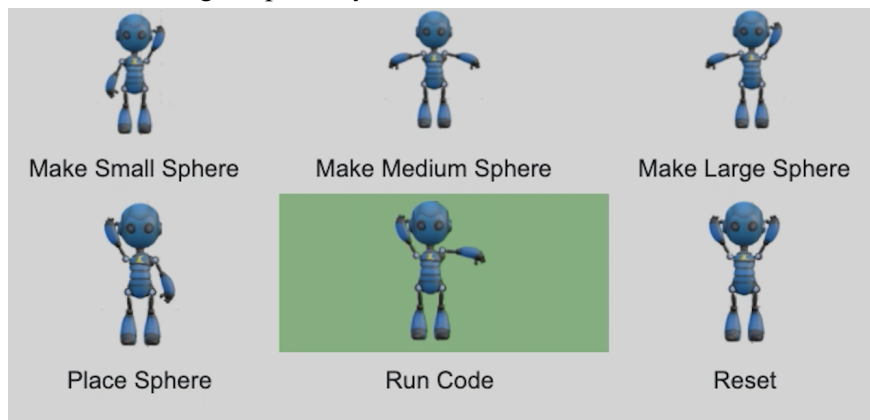 Make Small Sphere
Make Medium Sphere
Make Large Sphere
Place Sphere
Run Code
Reset